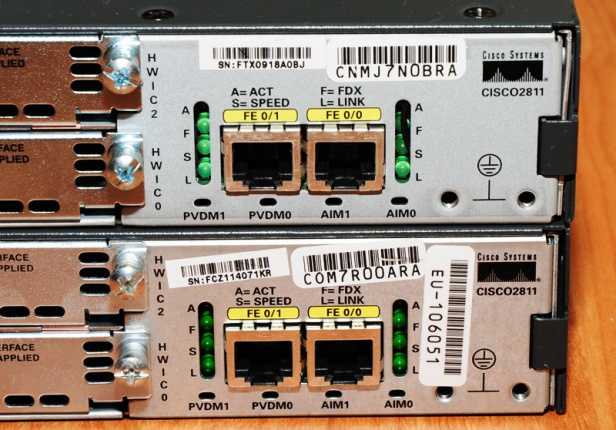 RFACE
PPLIED
HWIC2
SN:FTX0918A0BJ
CNMJ7N0BRA
CISCO SYSTEMS
CISCO2811
A= ACT
S= SPEED
F= FDX
L= LINK
FE 0/1
FE 0/0
A
F
S
L
A
F
S
L
FACE
PLIED
HWIC0
PVDM1
PVDM0
AIM1
AIM0
RFACE
APPLIED
HWIC2
SN:FCZ114071KR
COM7R00ARA
EU-106051
CISCO SYSTEMS
CISCO2811
A= ACT
S= SPEED
F= FDX
L= LINK
FE 0/1
FE 0/0
A
F
S
L
A
F
S
L
ERFACE
APPLIED
HWIC0
PVDM1
PVDM0
AIM1
AIM0